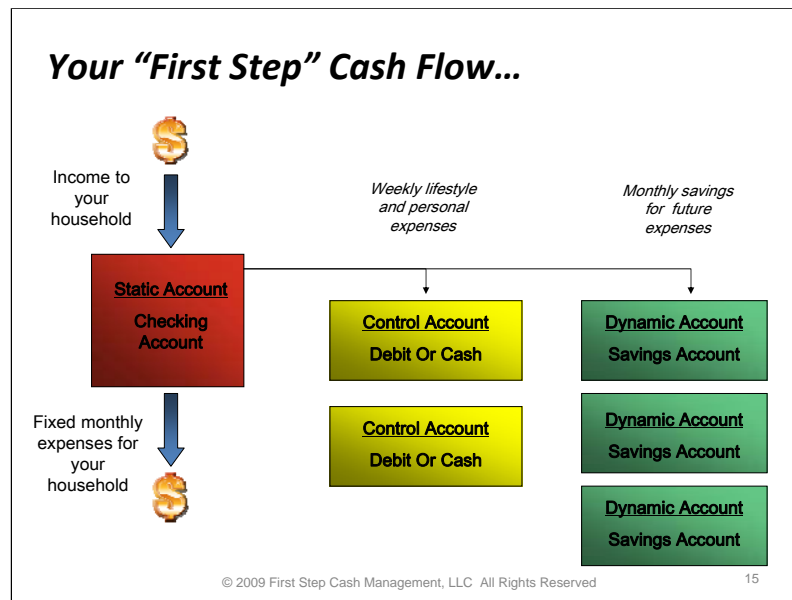 Your “First Step” Cash Flow…
Income to
your
household
Weekly lifestyle
and personal
expenses
Monthly savings
for future
expenses
Static Account
Checking
Account
Control Account
Debit Or Cash
Dynamic Account
Savings Account
Fixed monthly
expenses for
your
household
Control Account
Debit Or Cash
Dynamic Account
Savings Account
Dynamic Account
Savings Account
© 2009 First Step Cash Management, LLC All Rights Reserved
15